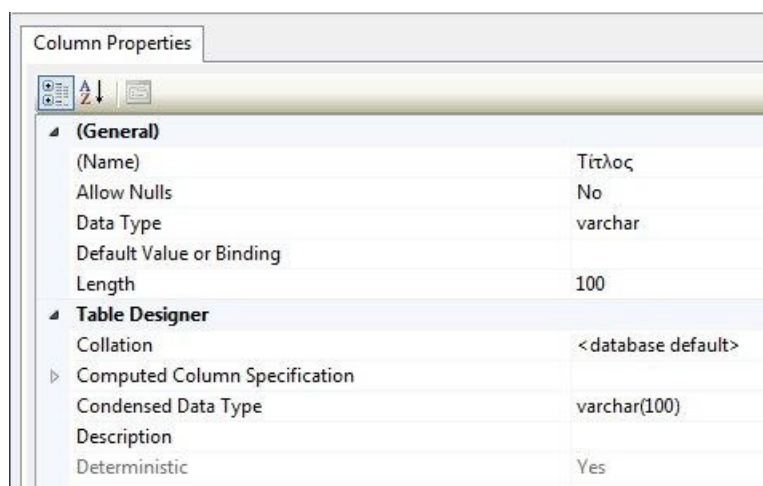 Column Properties
(General)
(Name) Τίτλος
Allow Nulls No
Data Type varchar
Default Value or Binding
Length 100
Table Designer
Collation <database default>
Computed Column Specification
Condensed Data Type varchar(100)
Description
Deterministic Yes